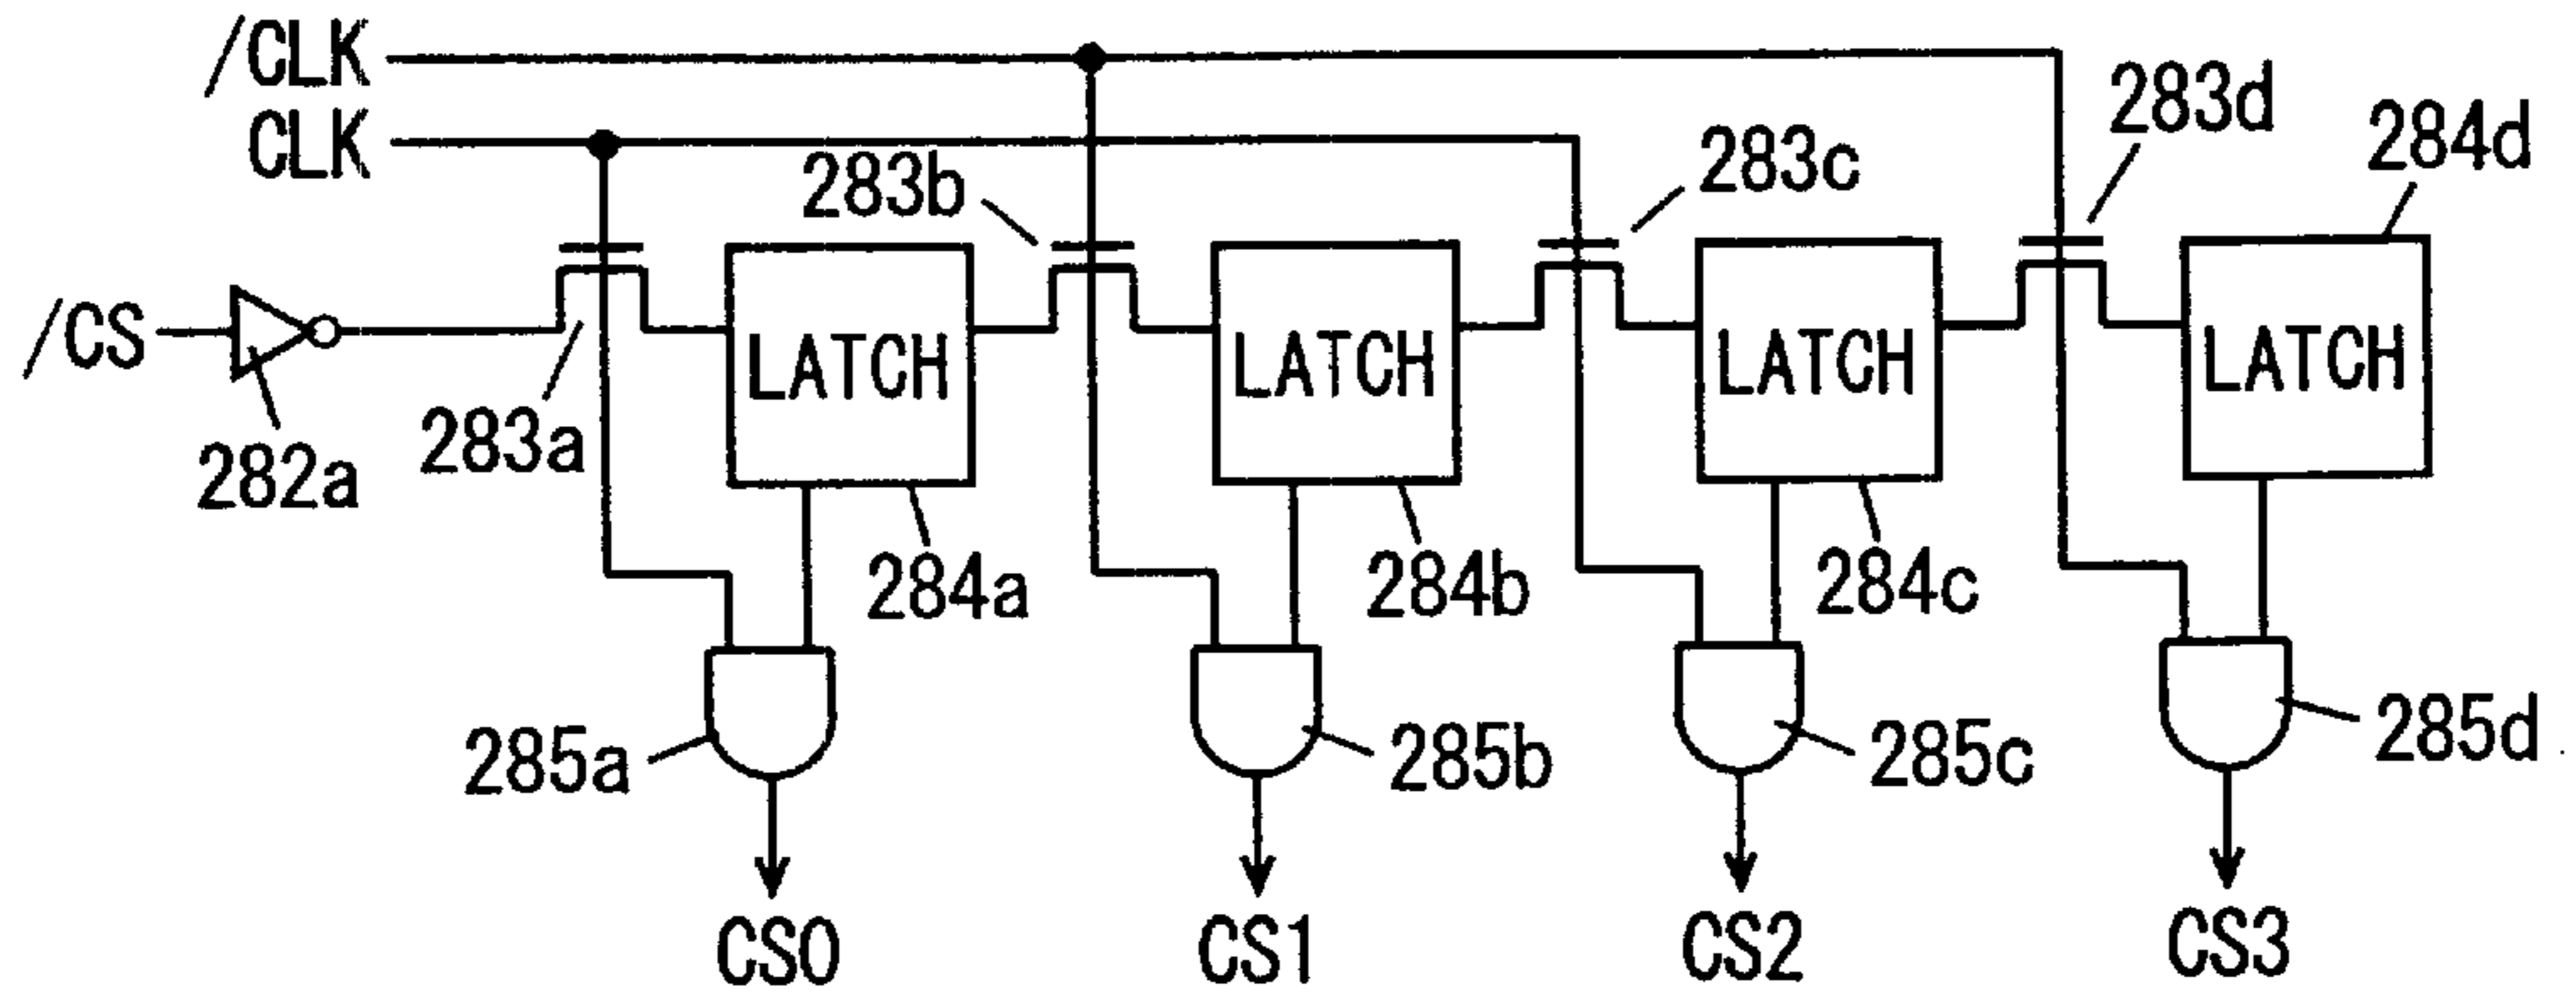 /CLK
CLK
283b
283c
283d
284d
/CS
LATCH
LATCH
LATCH
LATCH
282a
283a
284a
284b
284c
285a
285b
285c
285d
CS0
CS1
CS2
CS3